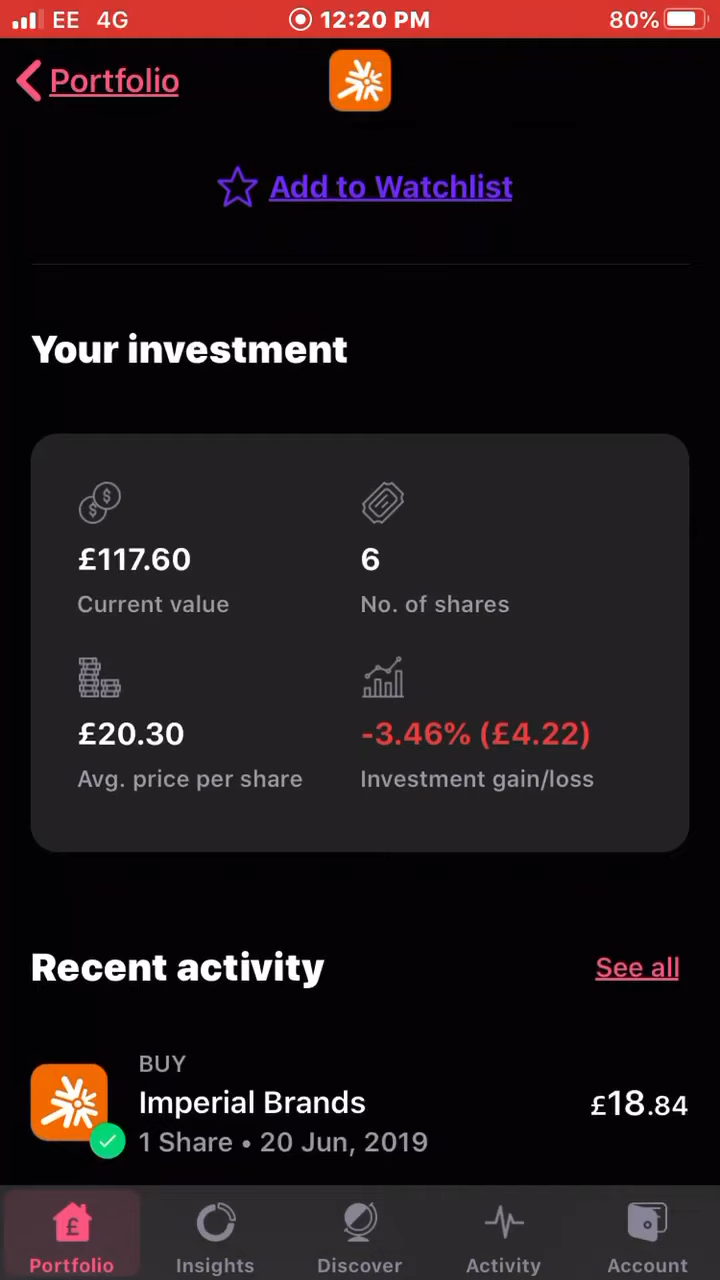 EE 4G 12:20 PM 80%
Portfolio
Add to Watchlist
Your investment
£117.60 6
Current value No. of shares
£20.30 -3.46% (£4.22)
Avg. price per share Investment gain/loss
Recent activity See all
BUY
Imperial Brands £18.84
1 Share • 20 Jun, 2019
Portfolio Insights Discover Activity Account